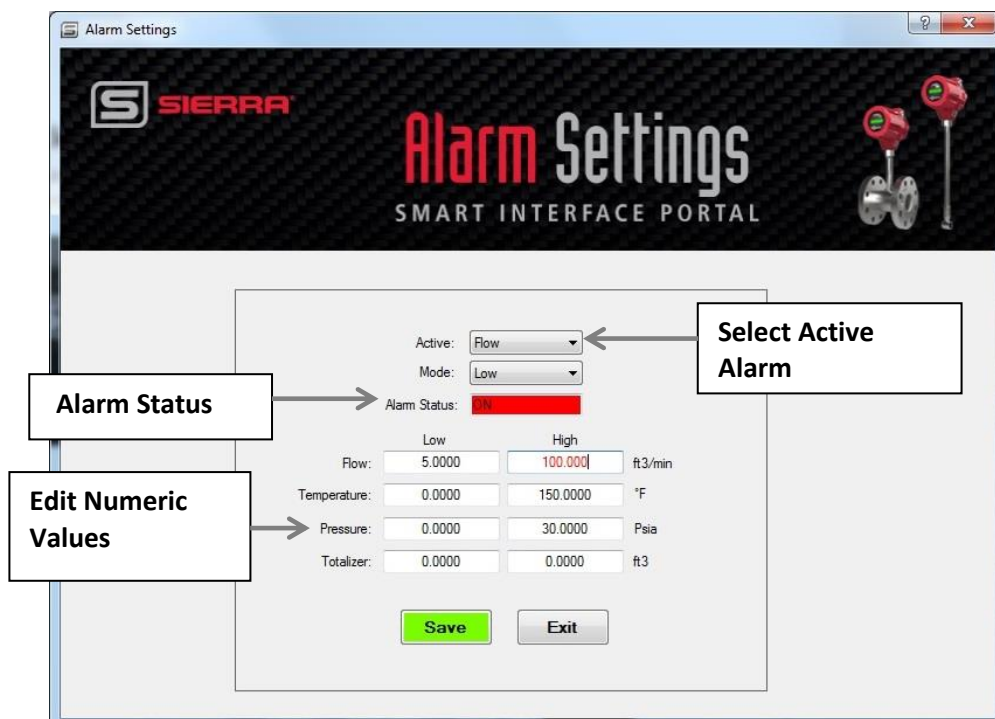 Alarm Settings
S SIERRA
Alarm Settings
SMART INTERFACE PORTAL
Active: Flow
Select Active
Alarm
Mode: Low
Alarm Status
Alarm Status: ON
Low High
Flow: 5.0000 100.000 ft3/min
Edit Numeric
Values
Temperature: 0.0000 150.0000 °F
Pressure: 0.0000 30.0000 Psia
Totalizer: 0.0000 0.0000 ft3
Save Exit